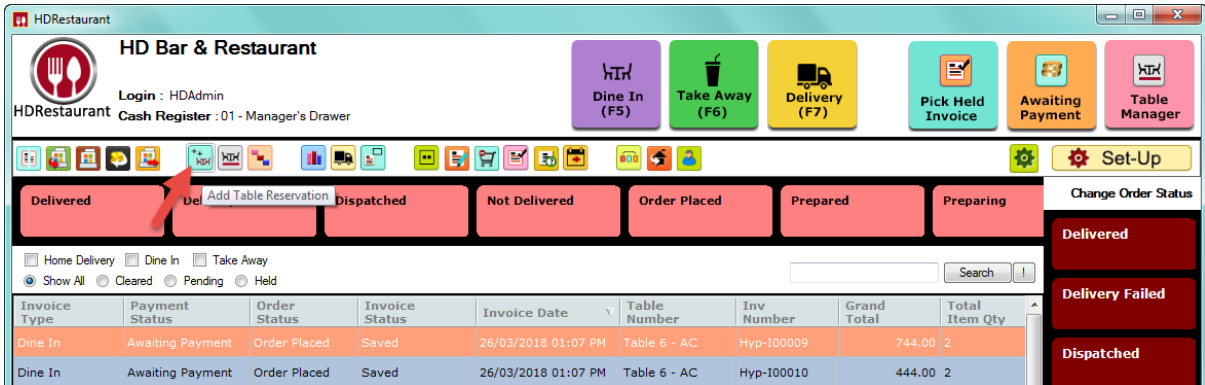 HDRestaurant
HD Bar & Restaurant
Login : HDAdmin
Cash Register : 01 - Manager's Drawer
HDRestaurant
Dine In
(F5)
Take Away
(F6)
Delivery
(F7)
Pick Held
Invoice
Awaiting
Payment
Table
Manager
Set-Up
Add Table Reservation
Delivered
Dispatched
Not Delivered
Order Placed
Prepared
Preparing
Change Order Status
Delivered
Delivery Failed
Dispatched
Home Delivery Dine In Take Away
Show All Cleared Pending Held
Search !
Invoice Type Payment Status Order Status Invoice Status Invoice Date Table Number Inv Number Grand Total Total Item Qty
Dine In Awaiting Payment Order Placed Saved 26/03/2018 01:07 PM Table 6 - AC Hyp-I00009 744.00 2
Dine In Awaiting Payment Order Placed Saved 26/03/2018 01:07 PM Table 6 - AC Hyp-I00010 444.00 2